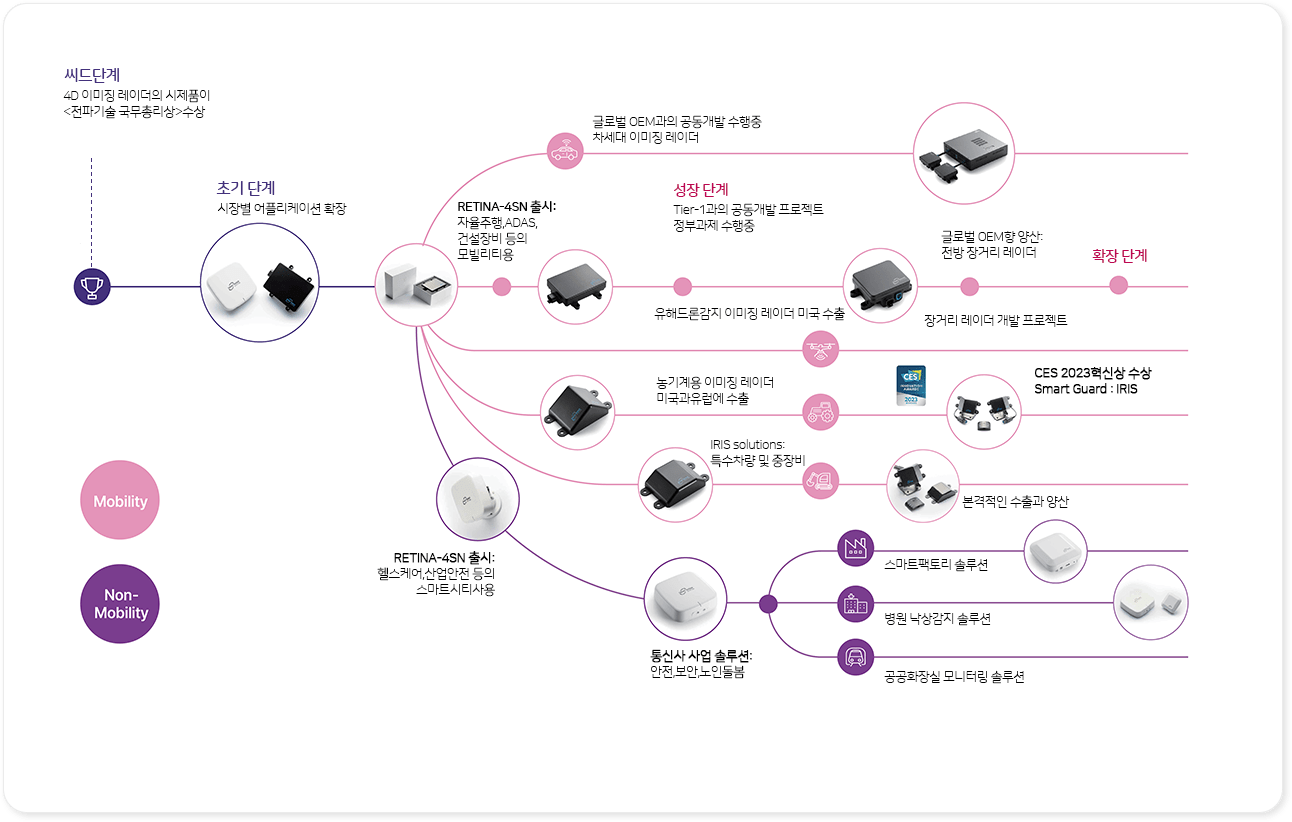 씨드단계
4D 이미징 레이더의 시제품이
<전파기술 국무총리상>수상
초기 단계
시장별 어플리케이션 확장
글로벌 OEM과의 공동개발 수행중
차세대 이미징 레이더
RETINA-4SN 출시:
자율주행,ADAS,
건설장비 등의
모빌리티용
성장 단계
Tier-1과의 공동개발 프로젝트
정부과제 수행중
글로벌 OEM향 양산:
전방 장거리 레이더
확장 단계
유해드론감지 이미징 레이더 미국 수출
장거리 레이더 개발 프로젝트
농기계용 이미징 레이더
미국과유럽에 수출
CES
2023
CES 2023혁신상 수상
Smart Guard : IRIS
IRIS solutions:
특수차량 및 중장비
본격적인 수출과 양산
Mobility
Non-
Mobility
RETINA-4SN 출시:
헬스케어,산업안전 등의
스마트시티사용
통신사 사업 솔루션:
안전,보안,노인돌봄
스마트팩토리 솔루션
병원 낙상감지 솔루션
공공화장실 모니터링 솔루션